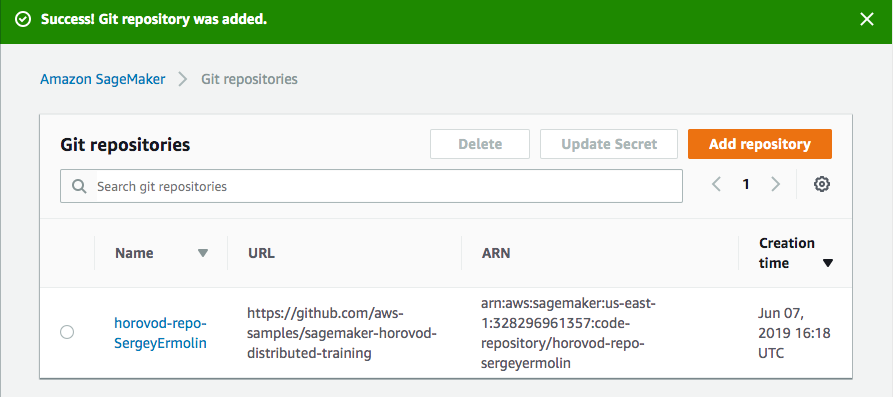 Success! Git repository was added.
Amazon SageMaker
Git repositories
Git repositories
Delete
Update Secret
Add repository
Search git repositories
1
Name
URL
ARN
Creation
time
horovod-repo-
SergeyErmolin
https://github.com/aws-
samples/sagemaker-horovod-
distributed-training
arn:aws:sagemaker:us-east-
1:328296961357:code-
repository/horovod-repo-
sergeyermolin
Jun 07,
2019 16:18
UTC